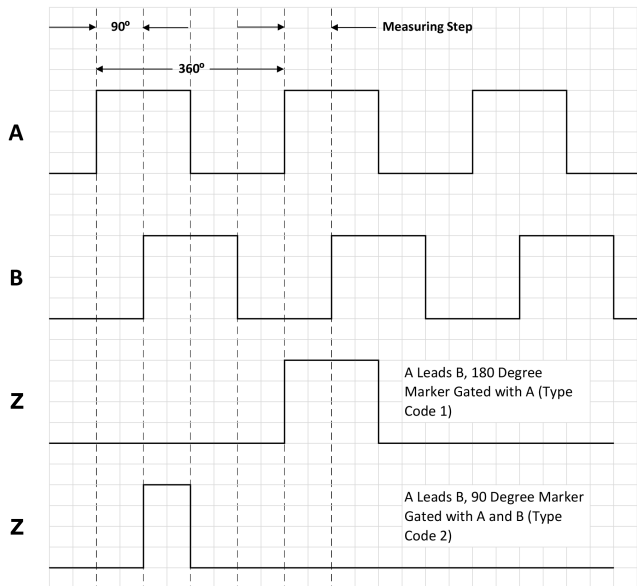 90º
Measuring Step
360º
A
B
Z
A Leads B, 180 Degree
Marker Gated with A (Type
Code 1)
Z
A Leads B, 90 Degree Marker
Gated with A and B (Type
Code 2)